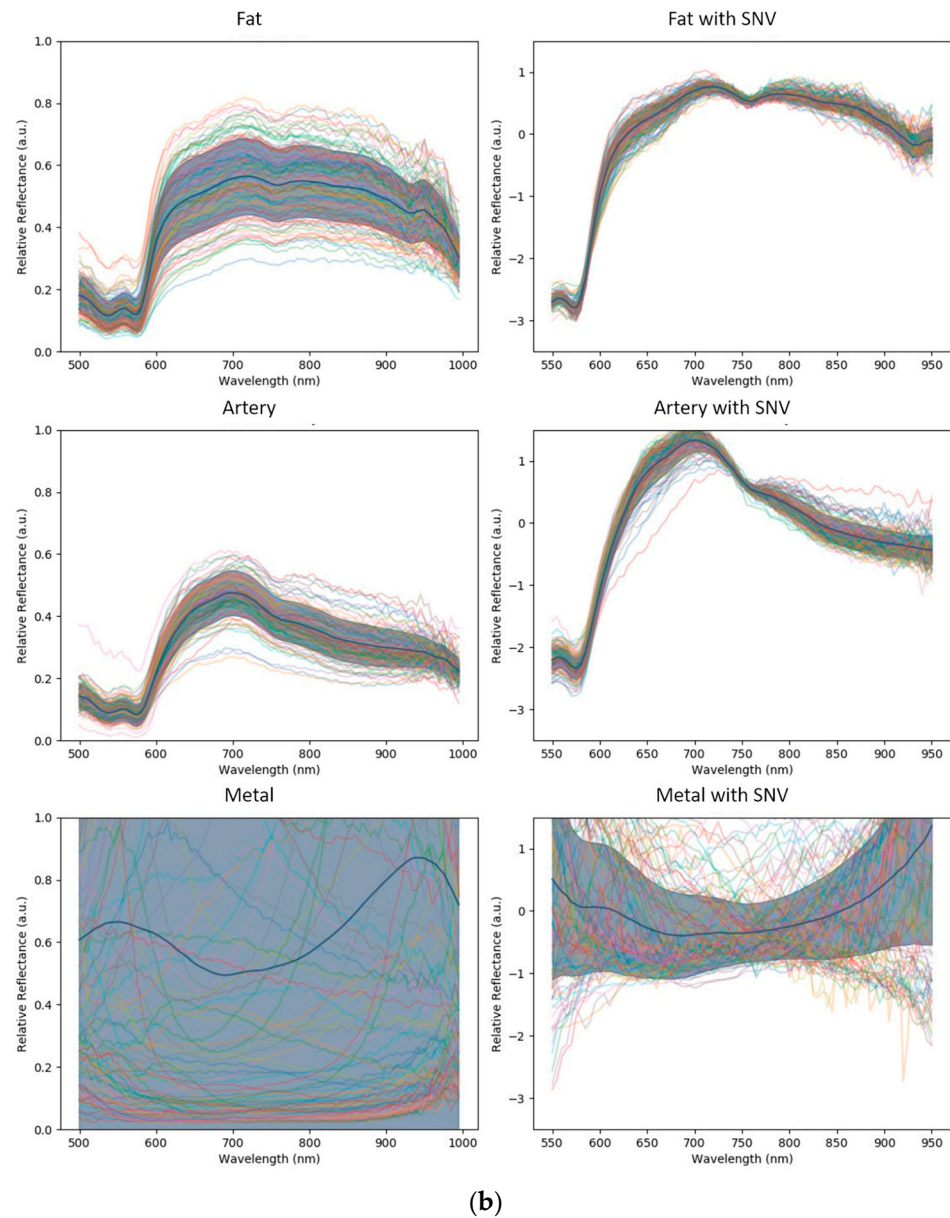 Fat
1.0
0.8
0.6
0.4
0.2
0.0
Relative Reflectance (a.u.)
500 600 700 800 900 1000
Wavelength (nm)
Fat with SNV
1
0
−1
−2
−3
Relative Reflectance (a.u.)
550 600 650 700 750 800 850 900 950
Wavelength (nm)
Artery
1.0
0.8
0.6
0.4
0.2
0.0
Relative Reflectance (a.u.)
500 600 700 800 900 1000
Wavelength (nm)
Artery with SNV
1
0
−1
−2
−3
Relative Reflectance (a.u.)
550 600 650 700 750 800 850 900 950
Wavelength (nm)
Metal
1.0
0.8
0.6
0.4
0.2
0.0
Relative Reflectance (a.u.)
500 600 700 800 900 1000
Wavelength (nm)
Metal with SNV
1
0
−1
−2
−3
Relative Reflectance (a.u.)
550 600 650 700 750 800 850 900 950
Wavelength (nm)
(b)